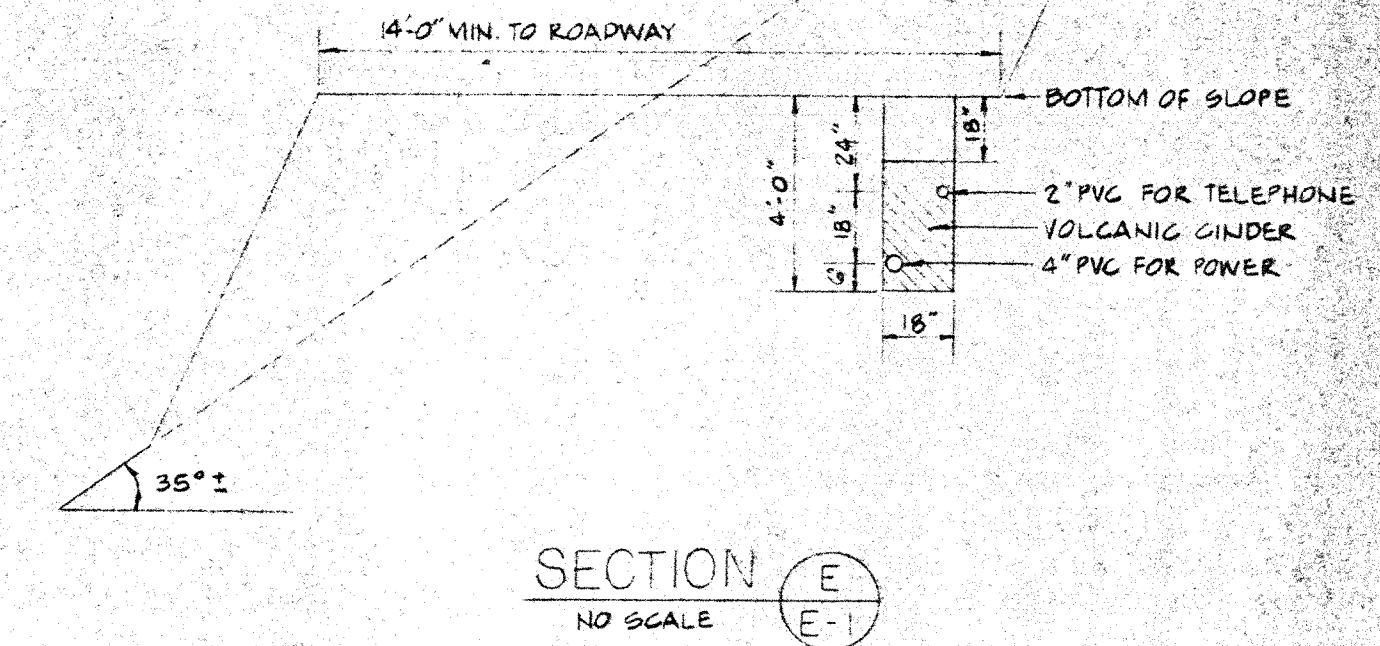 14'-0" MIN. TO ROADWAY
BOTTOM OF SLOPE
18"
24"
4'-0"
18"
6"
2" PVC FOR TELEPHONE
VOLCANIC CINDER
4" PVC FOR POWER
18"
35° ±
SECTION E
NO SCALE E-1